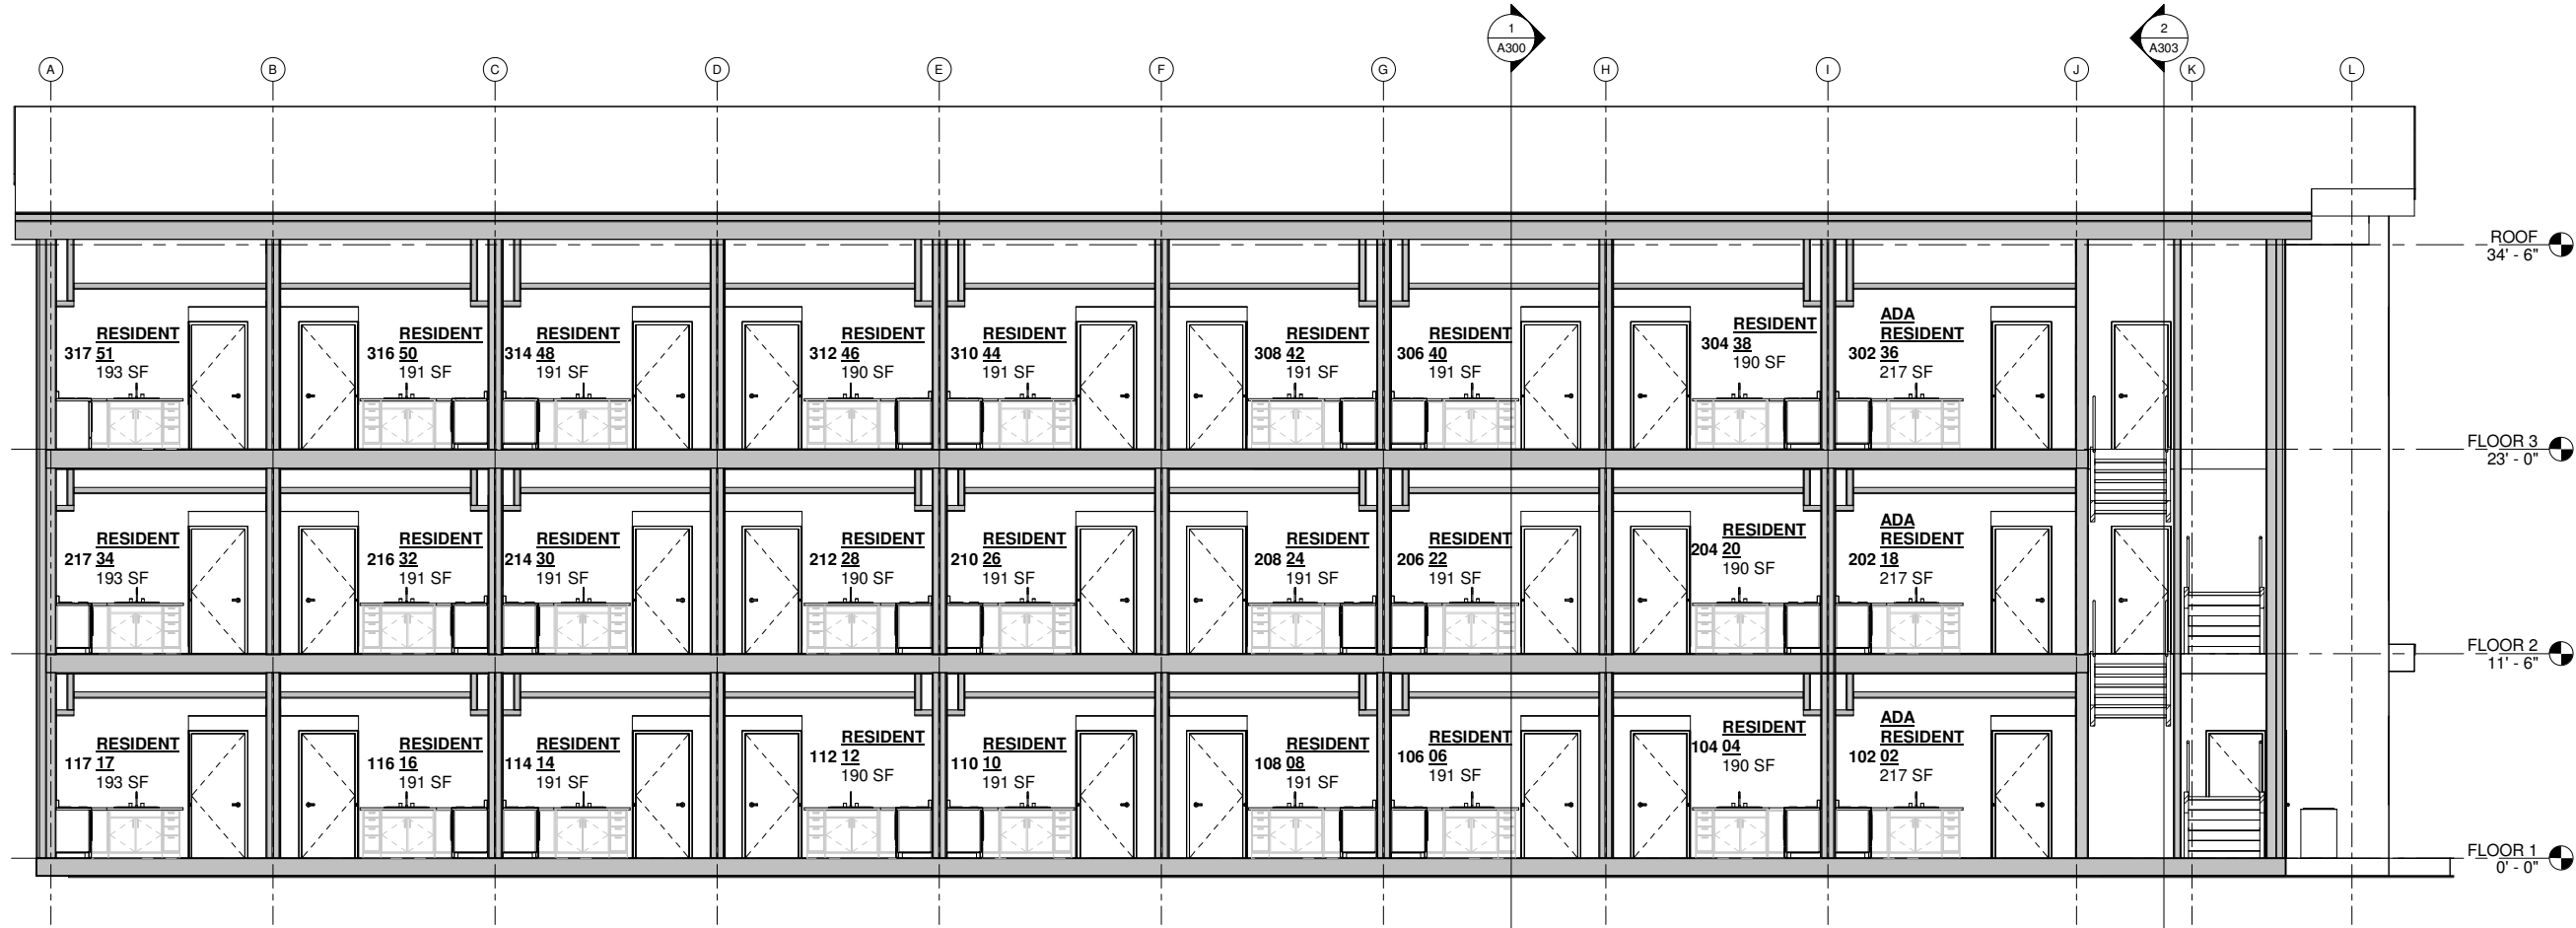 1
A300
2
A303
A B C D E F G H I J K L
ROOF
34' - 6"
RESIDENT
317 51
193 SF
RESIDENT
316 50
191 SF
RESIDENT
314 48
191 SF
RESIDENT
312 46
190 SF
RESIDENT
310 44
191 SF
RESIDENT
308 42
191 SF
RESIDENT
306 40
191 SF
RESIDENT
304 38
190 SF
ADA
RESIDENT
302 36
217 SF
FLOOR 3
23' - 0"
RESIDENT
217 34
193 SF
RESIDENT
216 32
191 SF
RESIDENT
214 30
191 SF
RESIDENT
212 28
190 SF
RESIDENT
210 26
191 SF
RESIDENT
208 24
191 SF
RESIDENT
206 22
191 SF
RESIDENT
204 20
190 SF
ADA
RESIDENT
202 18
217 SF
FLOOR 2
11' - 6"
RESIDENT
117 17
193 SF
RESIDENT
116 16
191 SF
RESIDENT
114 14
191 SF
RESIDENT
112 12
190 SF
RESIDENT
110 10
191 SF
RESIDENT
108 08
191 SF
RESIDENT
106 06
191 SF
RESIDENT
104 04
190 SF
ADA
RESIDENT
102 02
217 SF
FLOOR 1
0' - 0"